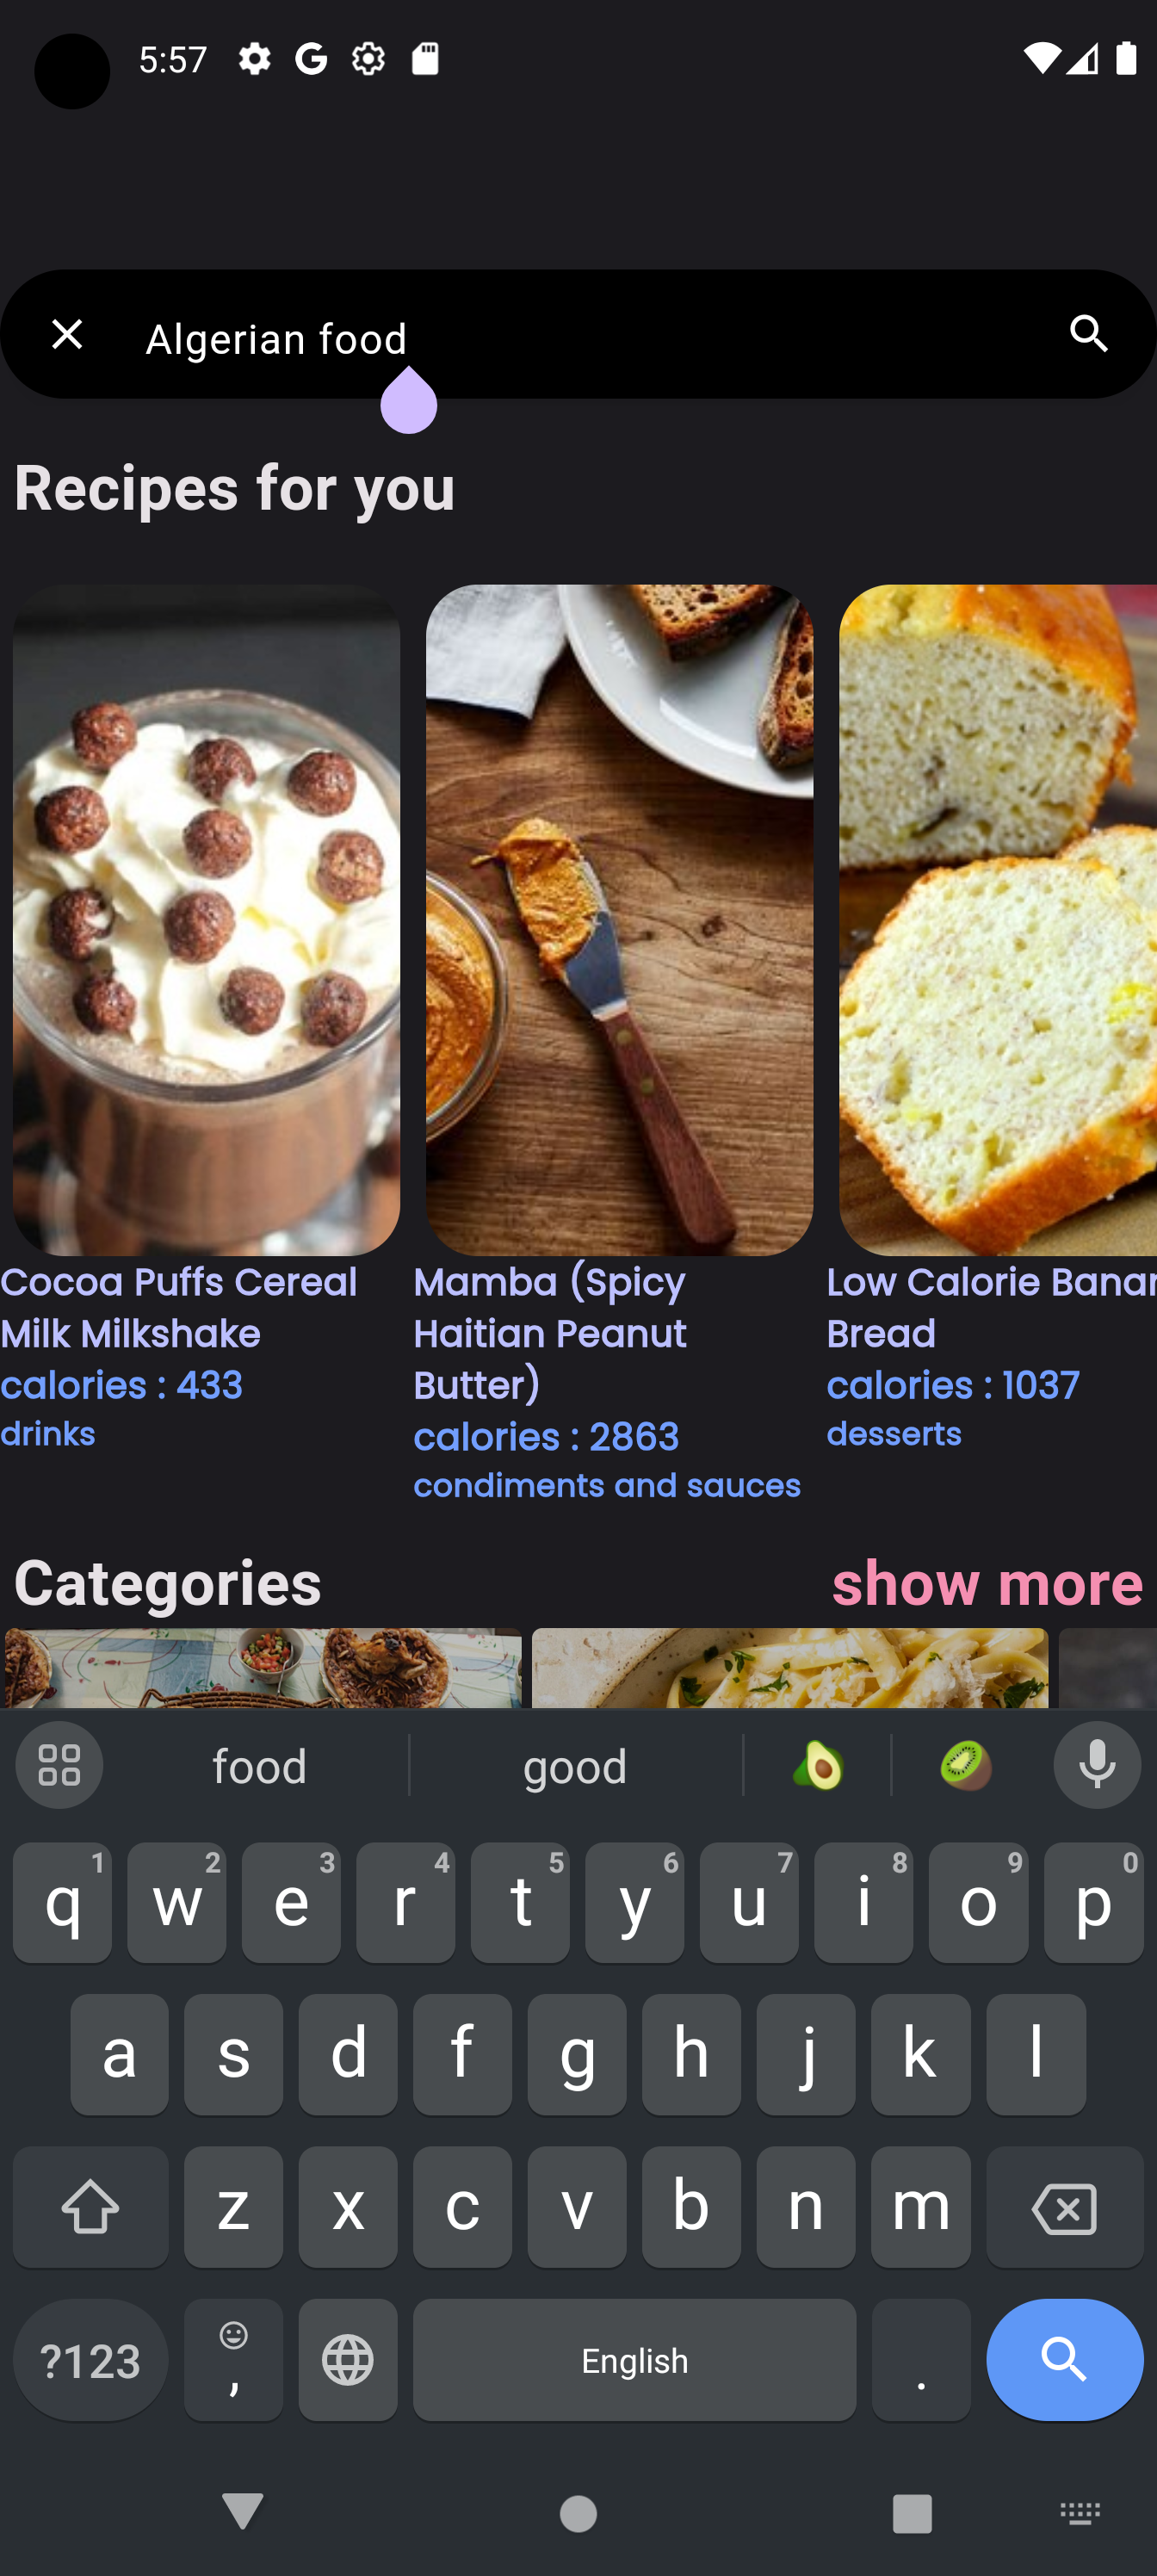 5:57
Algerian food
Recipes for you
Cocoa Puffs Cereal
Milk Milkshake
calories : 433
drinks
Mamba (Spicy
Haitian Peanut
Butter)
calories : 2863
condiments and sauces
Low Calorie Banan
Bread
calories : 1037
desserts
Categories
show more
food
good
q 1 w 2 e 3 r 4 t 5 y 6 u 7 i 8 o 9 p 0
a s d f g h j k l
z x c v b n m
?123 , English .